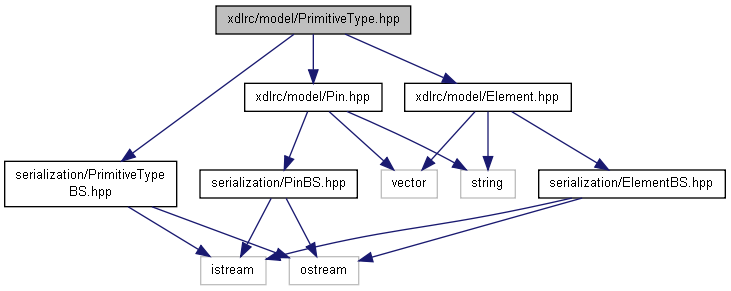 xdlrc/model/PrimitiveType.hpp
xdlrc/model/Pin.hpp
xdlrc/model/Element.hpp
serialization/PrimitiveType
BS.hpp
serialization/PinBS.hpp
vector
string
serialization/ElementBS.hpp
istream
ostream